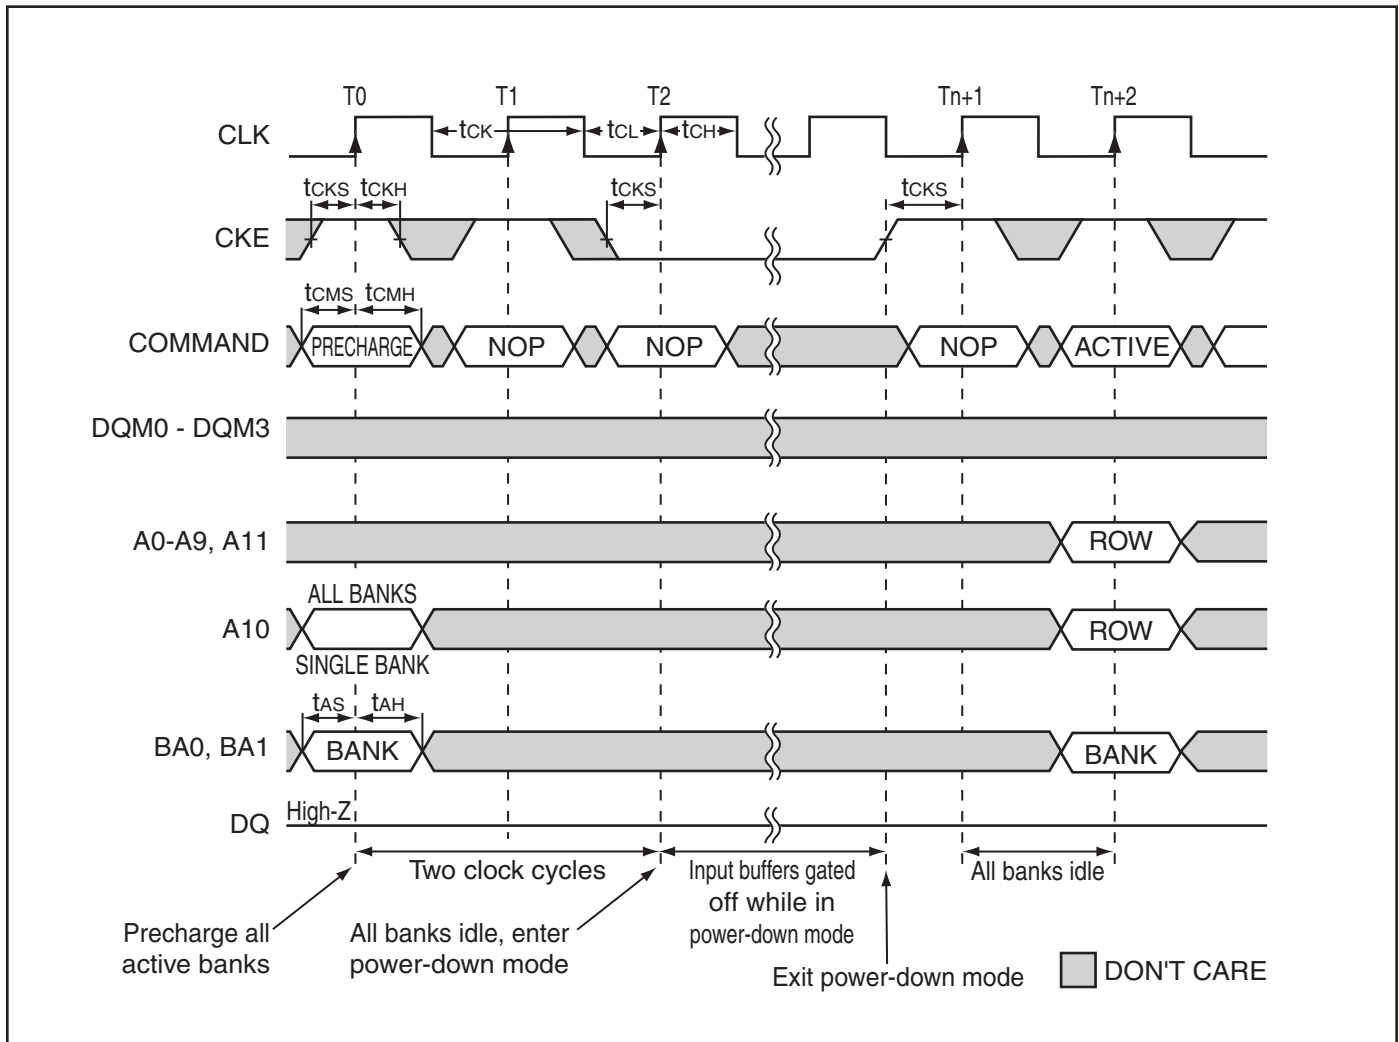 T0 T1 T2 Tn+1 Tn+2
CLK tCK tCL tCH
tCKS tCKH tCKS tCKS
CKE
tCMS tCMH
COMMAND PRECHARGE NOP NOP NOP ACTIVE
DQM0 - DQM3
A0-A9, A11 ROW
ALL BANKS
A10 ROW
SINGLE BANK
tAS tAH
BA0, BA1 BANK BANK
High-Z
DQ
Two clock cycles
Input buffers gated
off while in
power-down mode
All banks idle
Precharge all
active banks
All banks idle, enter
power-down mode
Exit power-down mode
DON'T CARE